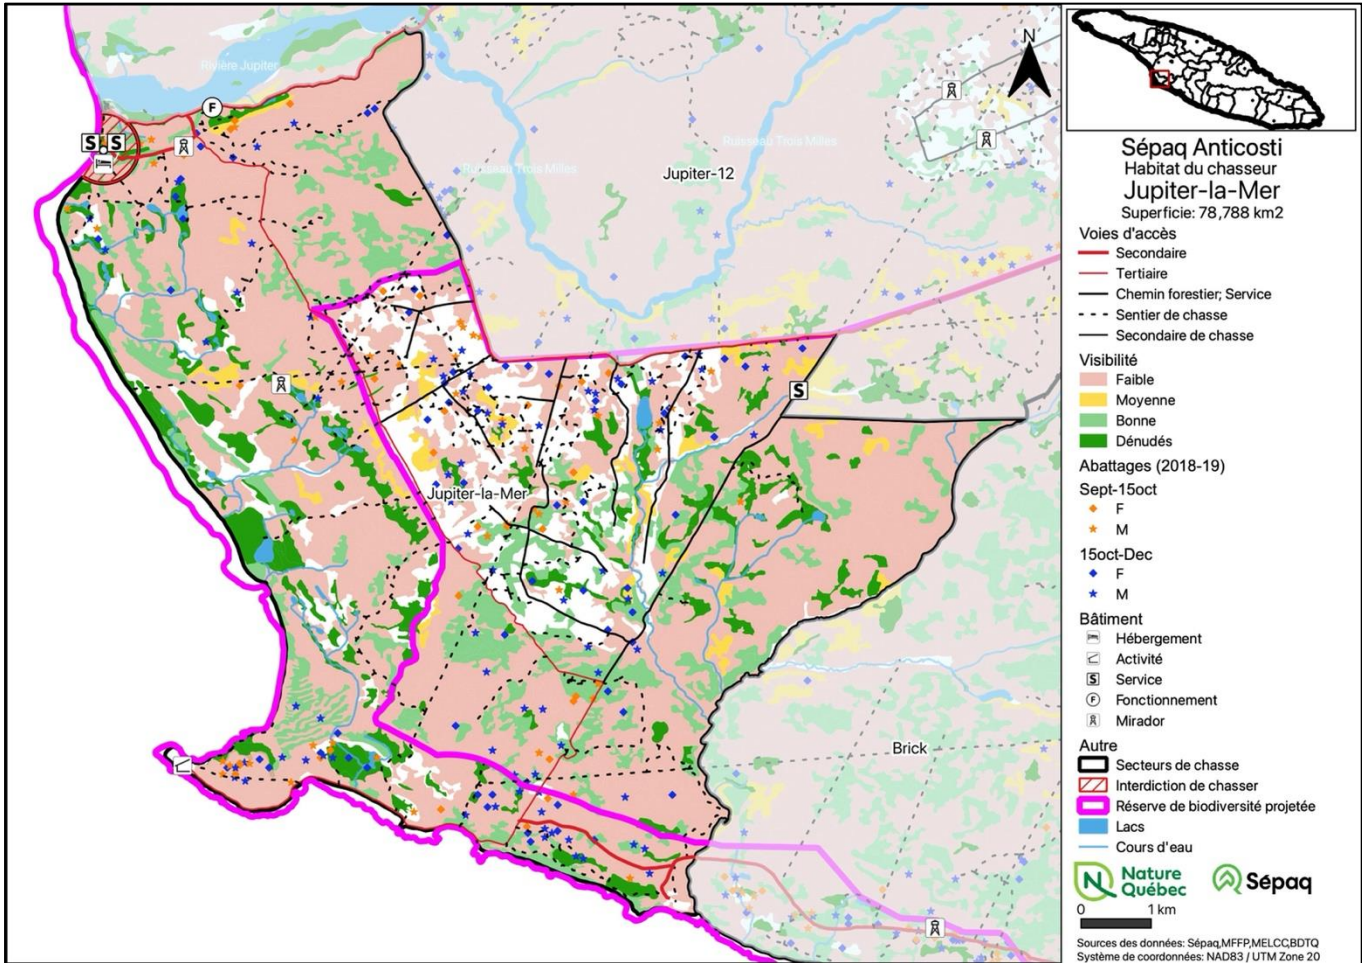 Rivière Jupiter
F
S S
Ruisseau Trois Milles
Ruisseau Trois Milles
Jupiter-12
N
S
Jupiter-la-Mer
Brick
Sépaq Anticosti
Habitat du chasseur
Jupiter-la-Mer
Superficie: 78,788 km2
Voies d'accès
Secondaire
Tertiaire
Chemin forestier; Service
Sentier de chasse
Secondaire de chasse
Visibilité
Faible
Moyenne
Bonne
Dénudés
Abattages (2018-19)
Sept-15oct
F
M
15oct-Dec
F
M
Bâtiment
Hébergement
Activité
S Service
F Fonctionnement
Mirador
Autre
Secteurs de chasse
Interdiction de chasser
Réserve de biodiversité projetée
Lacs
Cours d'eau
Nature
Québec
Sépaq
0 1 km
Sources des données: Sépaq,MFFP,MELCC,BDTQ
Système de coordonnées: NAD83 / UTM Zone 20